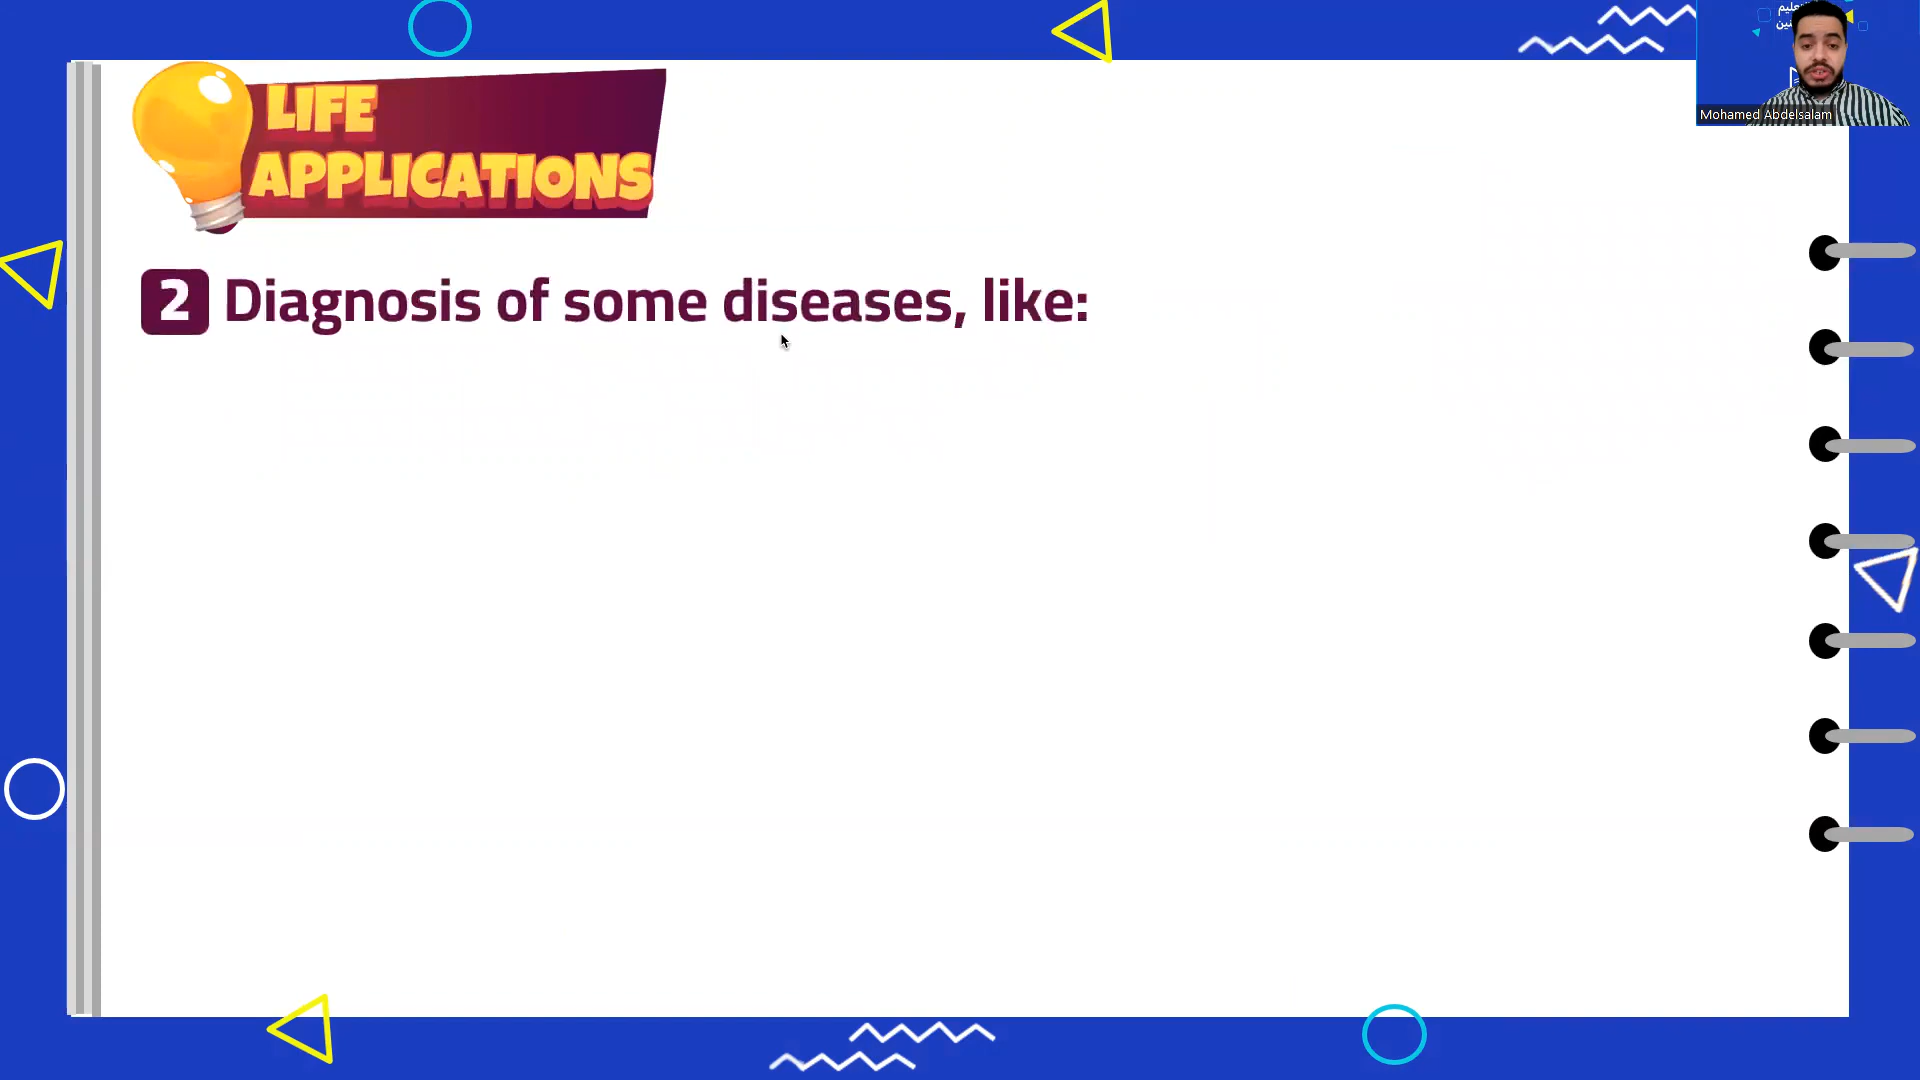 LIFE
APPLICATIONS
2 Diagnosis of some diseases, like:
Mohamed Abdelsalam